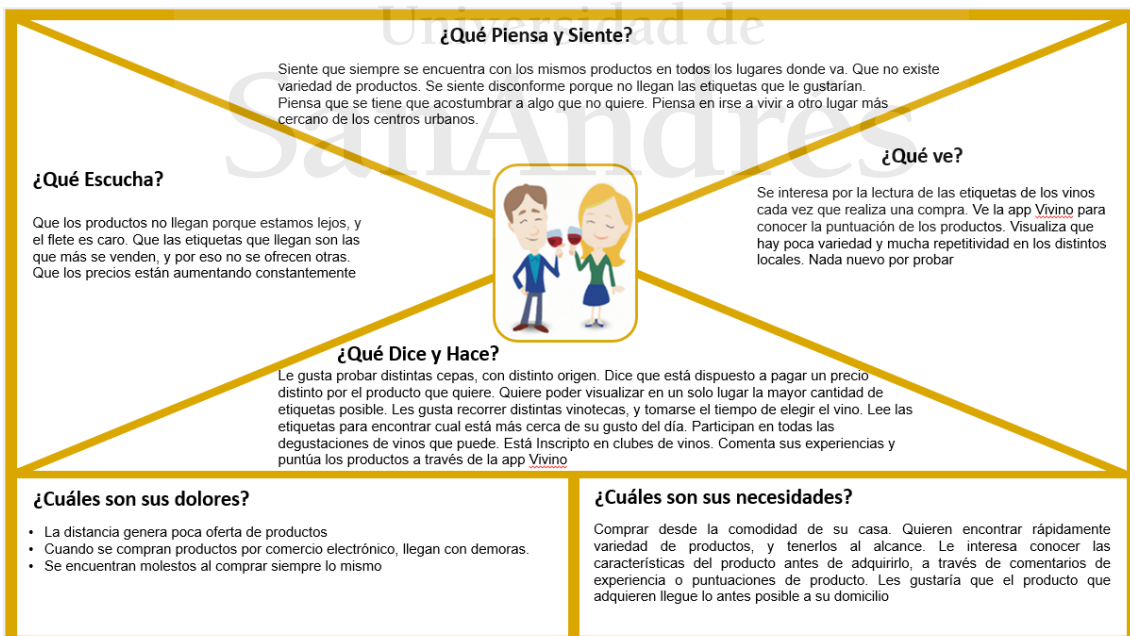 Universidad de
SanAndrés
¿Qué Piensa y Siente?
Siente que siempre se encuentra con los mismos productos en todos los lugares donde va. Que no existe
variedad de productos. Se siente disconforme porque no llegan las etiquetas que le gustarían.
Piensa que se tiene que acostumbrar a algo que no quiere. Piensa en irse a vivir a otro lugar más
cercano de los centros urbanos.
¿Qué Escucha?
Que los productos no llegan porque estamos lejos, y
el flete es caro. Que las etiquetas que llegan son las
que más se venden, y por eso no se ofrecen otras.
Que los precios están aumentando constantemente
¿Qué ve?
Se interesa por la lectura de las etiquetas de los vinos
cada vez que realiza una compra. Ve la app Vivino para
conocer la puntuación de los productos. Visualiza que
hay poca variedad y mucha repetitividad en los distintos
locales. Nada nuevo por probar
¿Qué Dice y Hace?
Le gusta probar distintas cepas, con distinto origen. Dice que está dispuesto a pagar un precio
distinto por el producto que quiere. Quiere poder visualizar en un solo lugar la mayor cantidad de
etiquetas posible. Les gusta recorrer distintas vinotecas, y tomarse el tiempo de elegir el vino. Lee las
etiquetas para encontrar cual está más cerca de su gusto del día. Participan en todas las
degustaciones de vinos que puede. Está Inscripto en clubes de vinos. Comenta sus experiencias y
puntúa los productos a través de la app Vivino
¿Cuáles son sus dolores?
• La distancia genera poca oferta de productos
• Cuando se compran productos por comercio electrónico, llegan con demoras.
• Se encuentran molestos al comprar siempre lo mismo
¿Cuáles son sus necesidades?
Comprar desde la comodidad de su casa. Quieren encontrar rápidamente
variedad de productos, y tenerlos al alcance. Le interesa conocer las
características del producto antes de adquirirlo, a través de comentarios de
experiencia o puntuaciones de producto. Les gustaría que el producto que
adquieren llegue lo antes posible a su domicilio